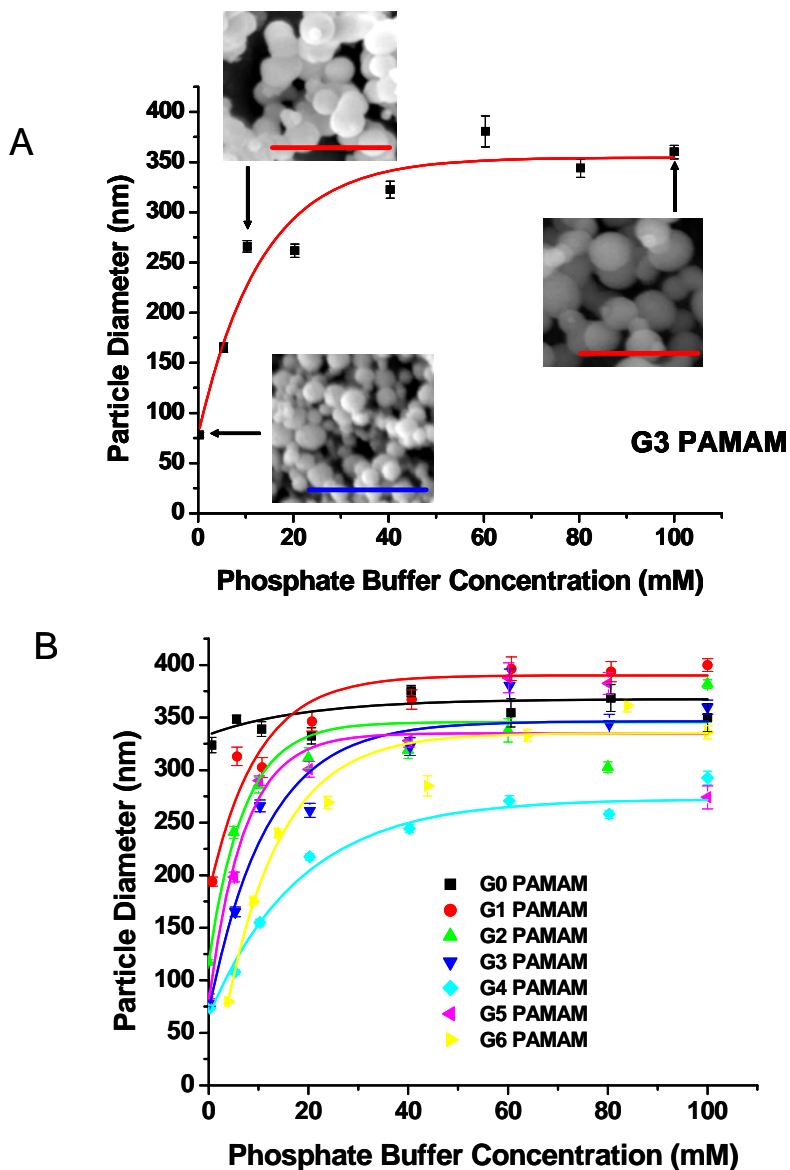 A
Particle Diameter (nm)
400
350
300
250
200
150
100
50
0
0 20 40 60 80 100
Phosphate Buffer Concentration (mM)
G3 PAMAM
B
Particle Diameter (nm)
400
350
300
250
200
150
100
50
0
0 20 40 60 80 100
Phosphate Buffer Concentration (mM)
G0 PAMAM
G1 PAMAM
G2 PAMAM
G3 PAMAM
G4 PAMAM
G5 PAMAM
G6 PAMAM